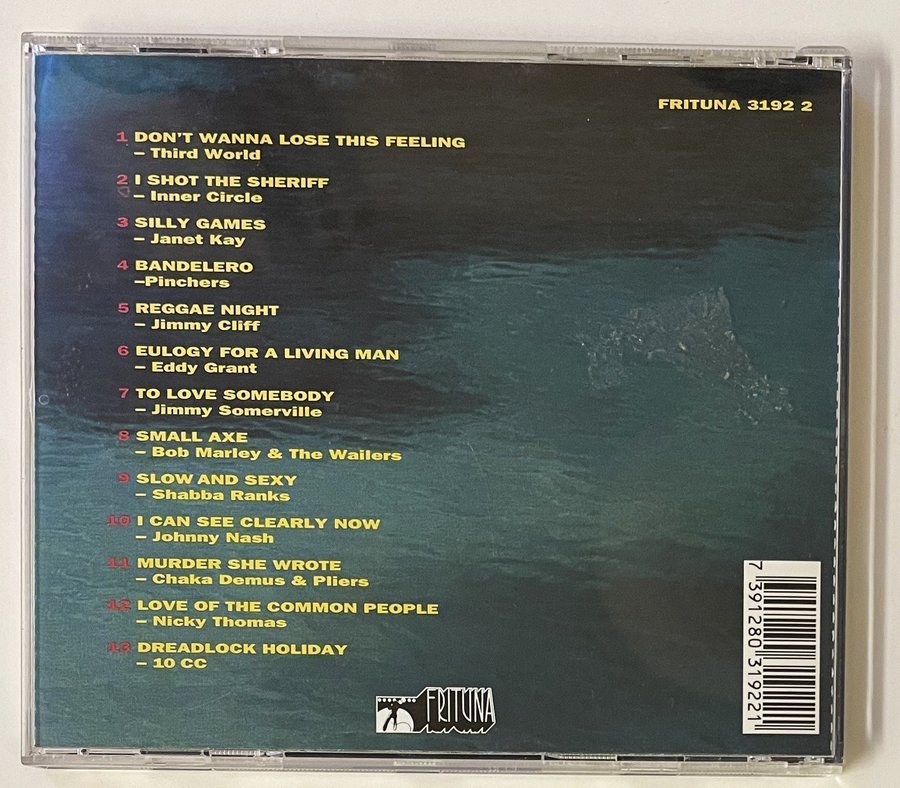 FRITUNA 3192 2
1 DON'T WANNA LOSE THIS FEELING
– Third World
2 I SHOT THE SHERIFF
– Inner Circle
3 SILLY GAMES
– Janet Kay
4 BANDELERO
–Pinchers
5 REGGAE NIGHT
– Jimmy Cliff
6 EULOGY FOR A LIVING MAN
– Eddy Grant
7 TO LOVE SOMEBODY
– Jimmy Somerville
8 SMALL AXE
– Bob Marley & The Wailers
9 SLOW AND SEXY
– Shabba Ranks
10 I CAN SEE CLEARLY NOW
– Johnny Nash
11 MURDER SHE WROTE
– Chaka Demus & Pliers
12 LOVE OF THE COMMON PEOPLE
– Nicky Thomas
13 DREADLOCK HOLIDAY
– 10 CC
FRITUNA
7 391280 319221